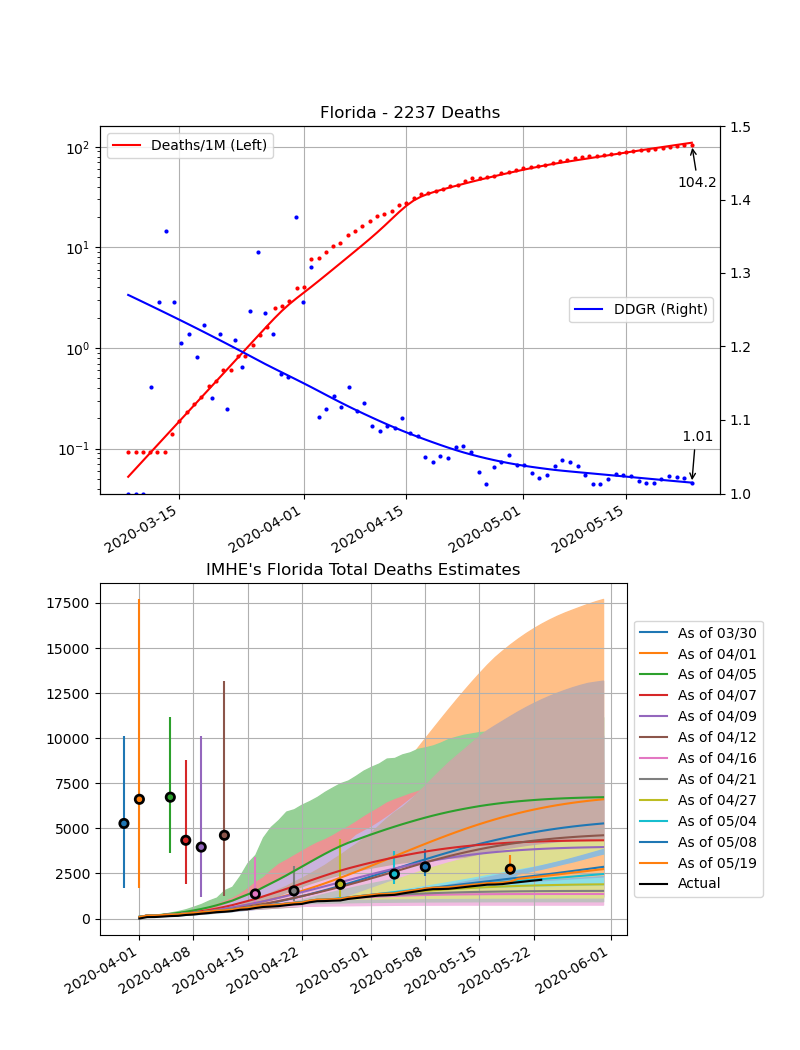 Florida - 2237 Deaths
Deaths/1M (Left)
DDGR (Right)
104.2
1.01
10²
10¹
10⁰
10⁻¹
1.5
1.4
1.3
1.2
1.1
1.0
2020-03-15
2020-04-01
2020-04-15
2020-05-01
2020-05-15
IMHE's Florida Total Deaths Estimates
17500
15000
12500
10000
7500
5000
2500
0
2020-04-01
2020-04-08
2020-04-15
2020-04-22
2020-05-01
2020-05-08
2020-05-15
2020-05-22
2020-06-01
As of 03/30
As of 04/01
As of 04/05
As of 04/07
As of 04/09
As of 04/12
As of 04/16
As of 04/21
As of 04/27
As of 05/04
As of 05/08
As of 05/19
Actual